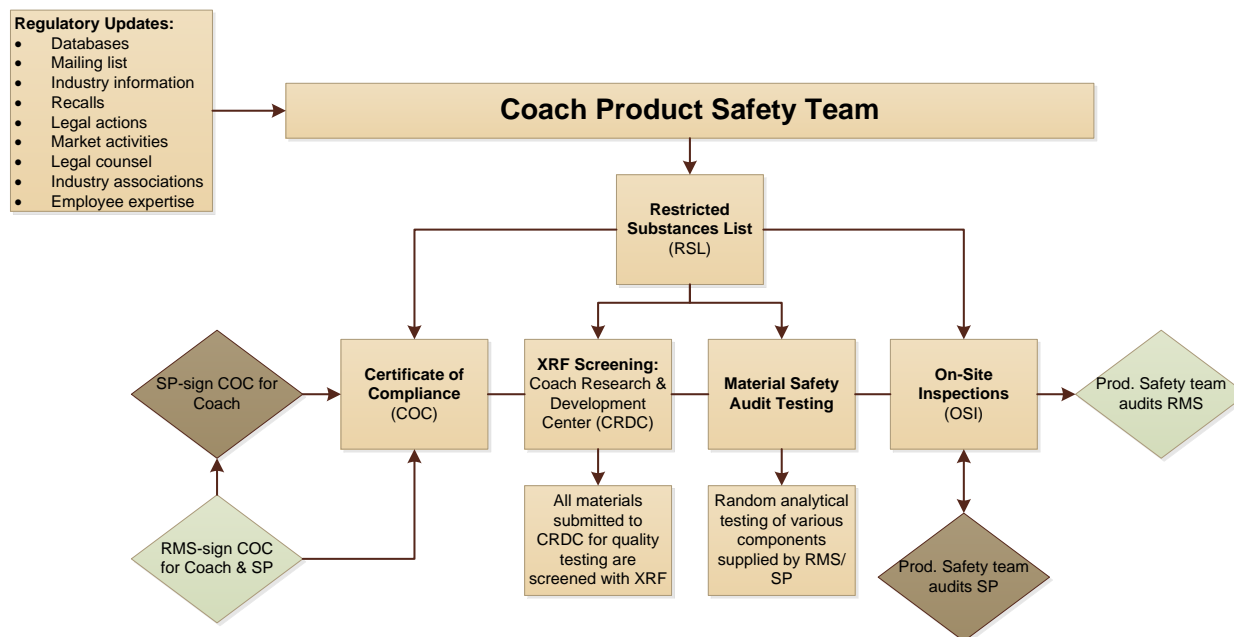 Regulatory Updates:
• Databases
• Mailing list
• Industry information
• Recalls
• Legal actions
• Market activities
• Legal counsel
• Industry associations
• Employee expertise
Coach Product Safety Team
Restricted
Substances List
(RSL)
SP-sign COC for
Coach
Certificate of
Compliance
(COC)
XRF Screening:
Coach Research &
Development
Center (CRDC)
Material Safety
Audit Testing
On-Site
Inspections
(OSI)
Prod. Safety team
audits RMS
RMS-sign COC
for Coach & SP
All materials
submitted to
CRDC for quality
testing are
screened with XRF
Random analytical
testing of various
components
supplied by RMS/
SP
Prod. Safety team
audits SP